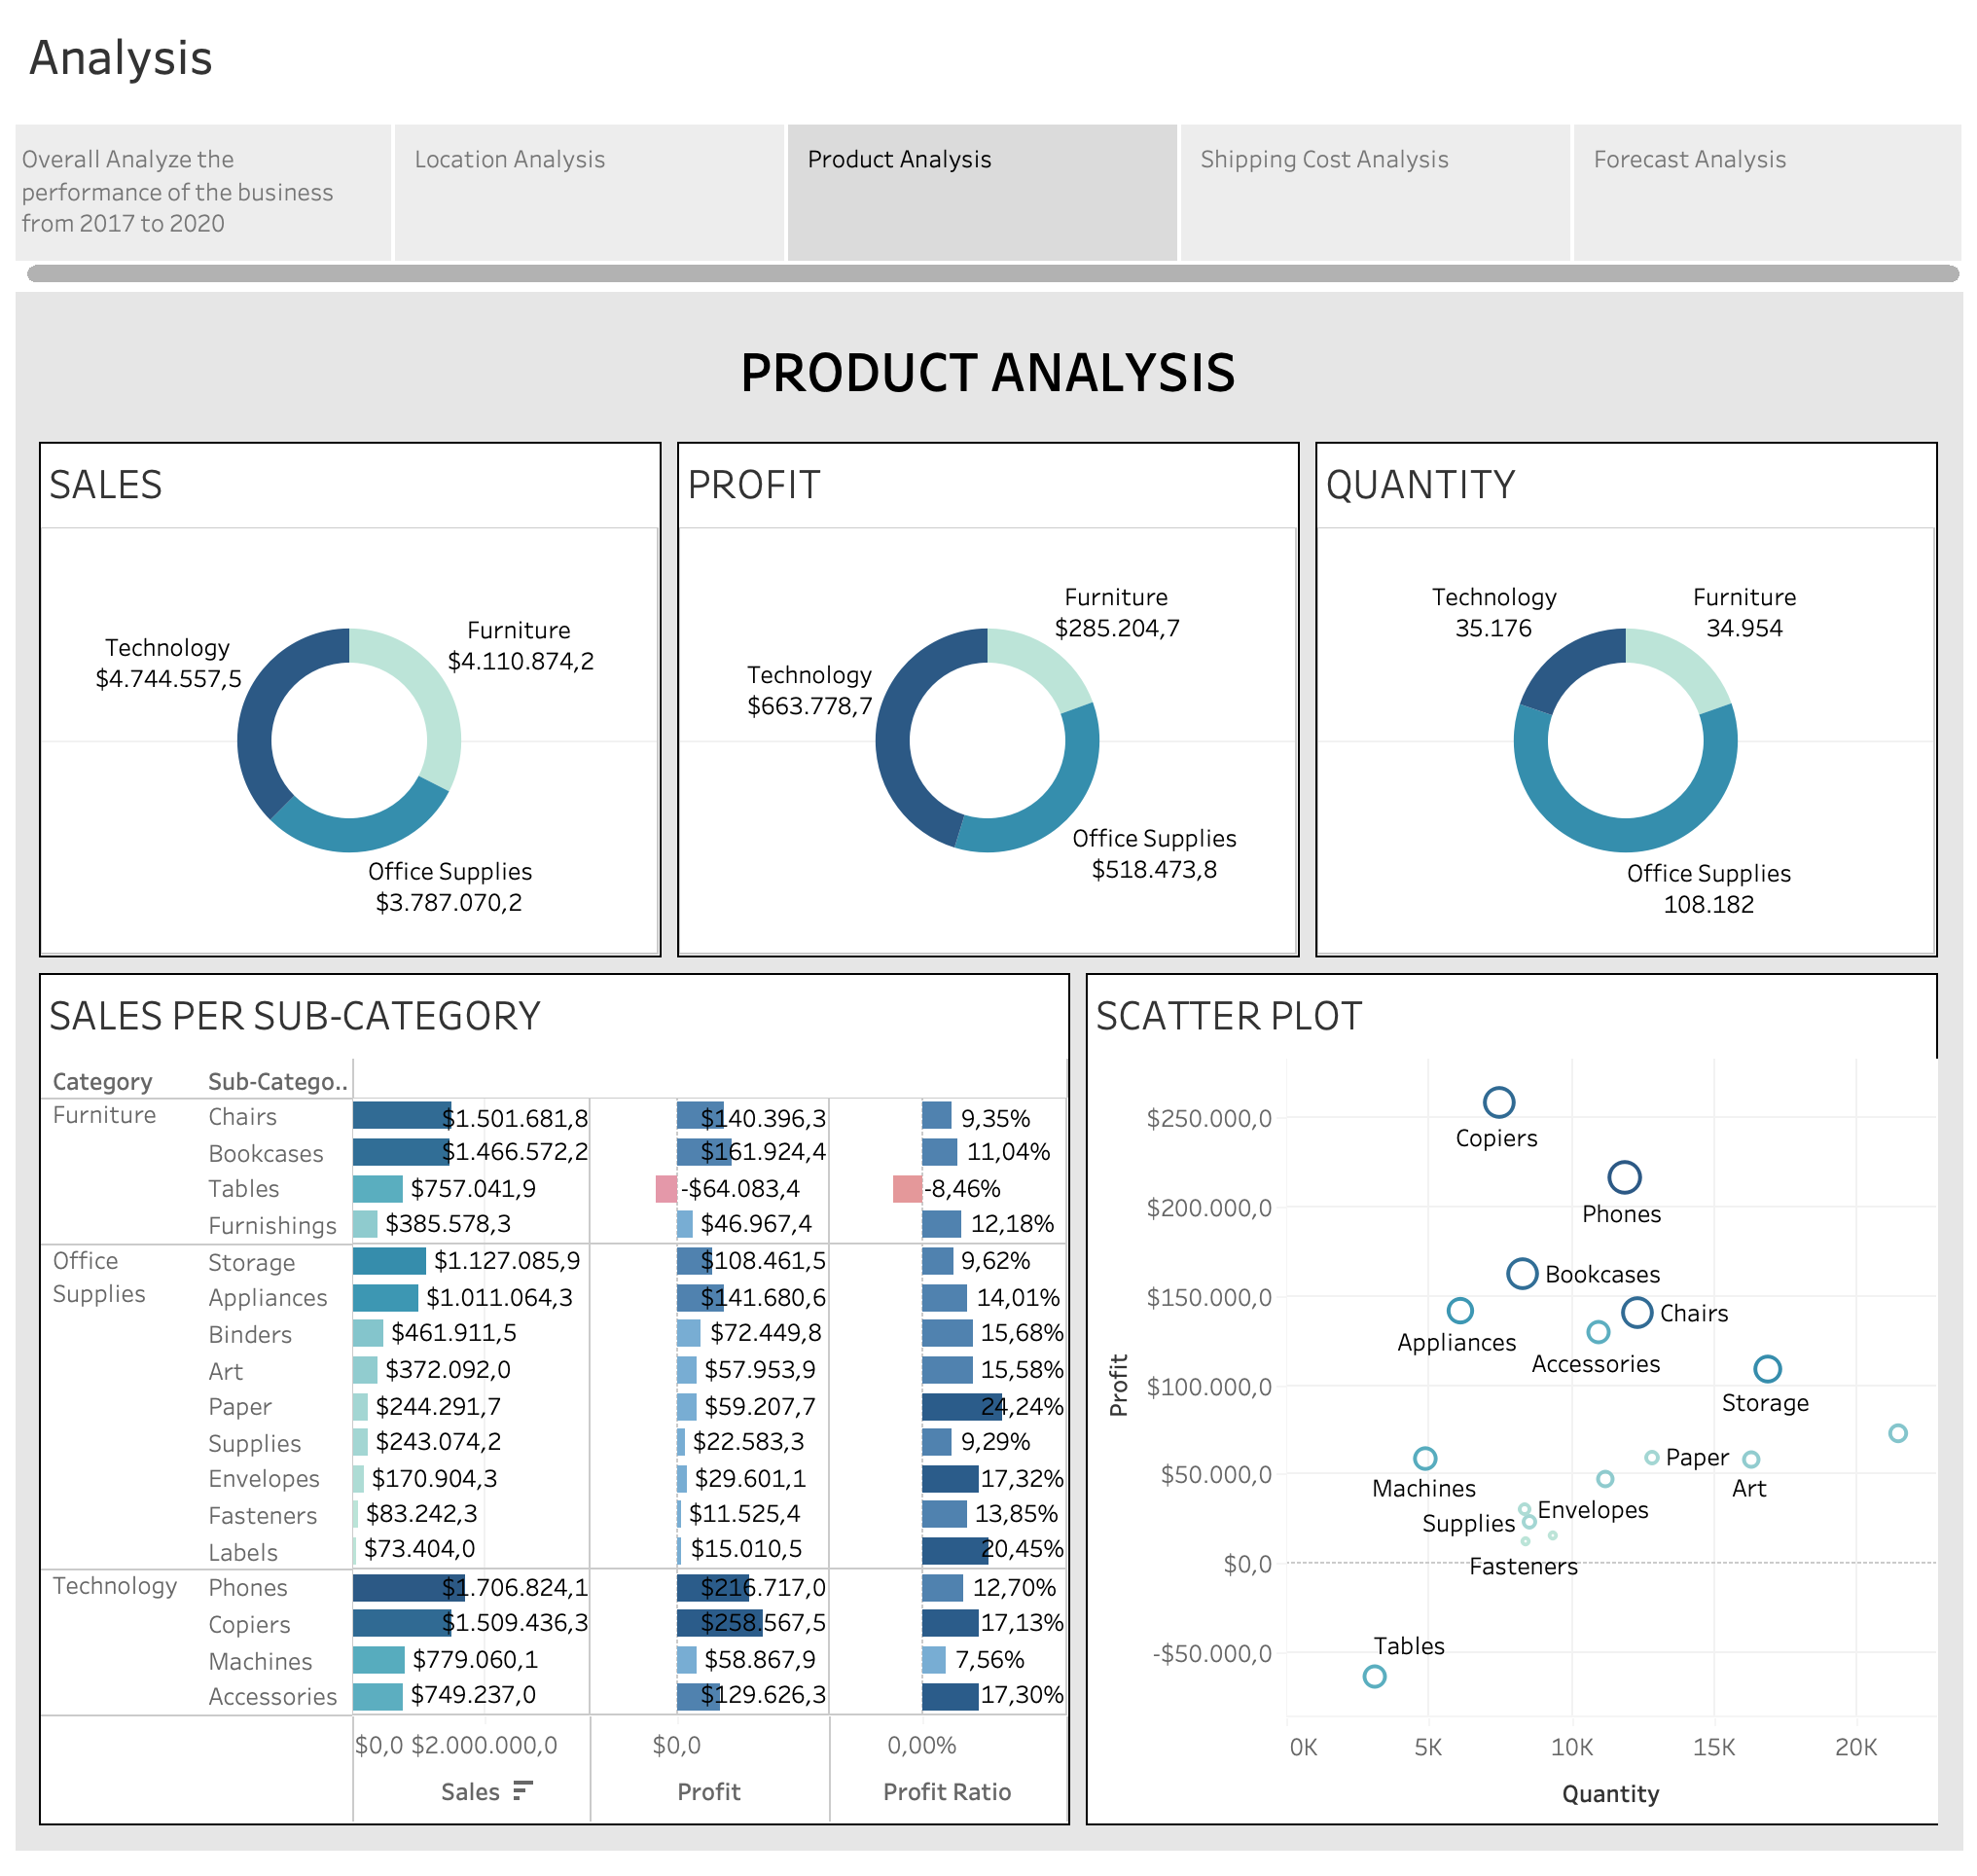 Analysis
Overall Analyze the
performance of the business
from 2017 to 2020
Location Analysis
Product Analysis
Shipping Cost Analysis
Forecast Analysis
PRODUCT ANALYSIS
SALES
Technology
$4.744.557,5
Furniture
$4.110.874,2
Office Supplies
$3.787.070,2
PROFIT
Furniture
$285.204,7
Technology
$663.778,7
Office Supplies
$518.473,8
QUANTITY
Technology
35.176
Furniture
34.954
Office Supplies
108.182
SALES PER SUB-CATEGORY
Category Sub-Catego..
Furniture Chairs $1.501.681,8 $140.396,3 9,35%
Bookcases $1.466.572,2 $161.924,4 11,04%
Tables $757.041,9 -$64.083,4 -8,46%
Furnishings $385.578,3 $46.967,4 12,18%
Office Storage $1.127.085,9 $108.461,5 9,62%
Supplies Appliances $1.011.064,3 $141.680,6 14,01%
Binders $461.911,5 $72.449,8 15,68%
Art $372.092,0 $57.953,9 15,58%
Paper $244.291,7 $59.207,7 24,24%
Supplies $243.074,2 $22.583,3 9,29%
Envelopes $170.904,3 $29.601,1 17,32%
Fasteners $83.242,3 $11.525,4 13,85%
Labels $73.404,0 $15.010,5 20,45%
Technology Phones $1.706.824,1 $216.717,0 12,70%
Copiers $1.509.436,3 $258.567,5 17,13%
Machines $779.060,1 $58.867,9 7,56%
Accessories $749.237,0 $129.626,3 17,30%
$0,0 $2.000.000,0 $0,0 0,00%
Sales Profit Profit Ratio
SCATTER PLOT
$250.000,0
Copiers
$200.000,0
Phones
Bookcases
$150.000,0
Chairs
Appliances
Accessories
$100.000,0
Storage
Profit
Paper
$50.000,0
Machines
Art
Envelopes
Supplies
$0,0
Fasteners
Tables
-$50.000,0
0K 5K 10K 15K 20K
Quantity